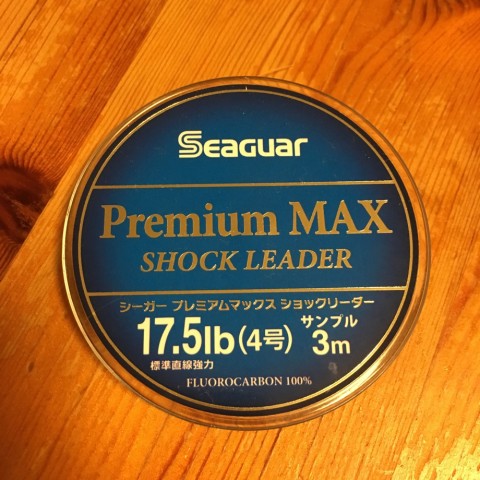 Seaguar
Premium MAX
SHOCK LEADER
シーガー プレミアムマックス ショックリーダー
17.5lb(4号) サンプル 3m
標準直線強力
FLUOROCARBON 100%